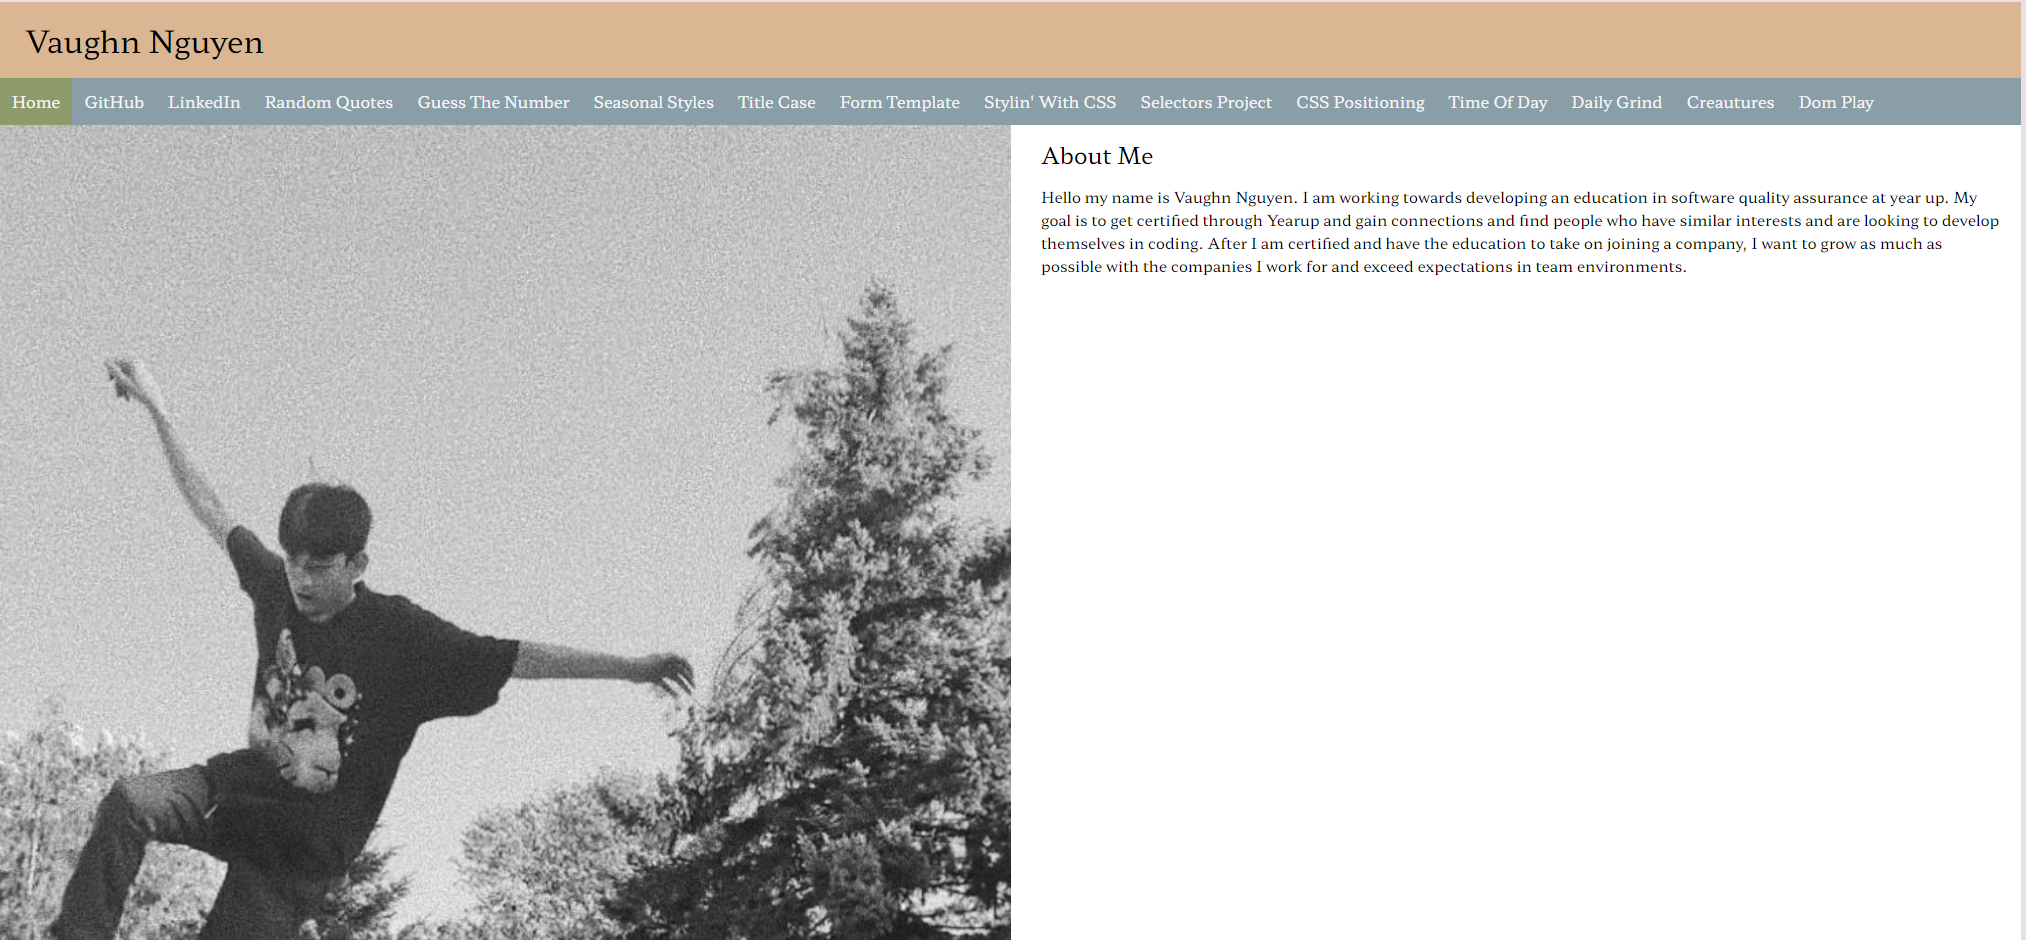 Vaughn Nguyen
Home GitHub LinkedIn Random Quotes Guess The Number Seasonal Styles Title Case Form Template Stylin' With CSS Selectors Project CSS Positioning Time Of Day Daily Grind Creautures Dom Play
About Me
Hello my name is Vaughn Nguyen. I am working towards developing an education in software quality assurance at year up. My
goal is to get certified through Yearup and gain connections and find people who have similar interests and are looking to develop
themselves in coding. After I am certified and have the education to take on joining a company, I want to grow as much as
possible with the companies I work for and exceed expectations in team environments.